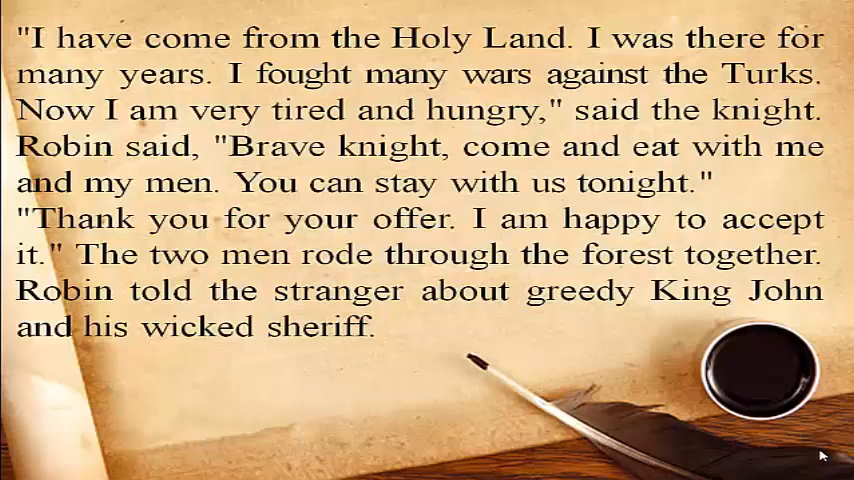 "I have come from the Holy Land. I was there for
many years. I fought many wars against the Turks.
Now I am very tired and hungry," said the knight.
Robin said, "Brave knight, come and eat with me
and my men. You can stay with us tonight."
"Thank you for your offer. I am happy to accept
it." The two men rode through the forest together.
Robin told the stranger about greedy King John
and his wicked sheriff.